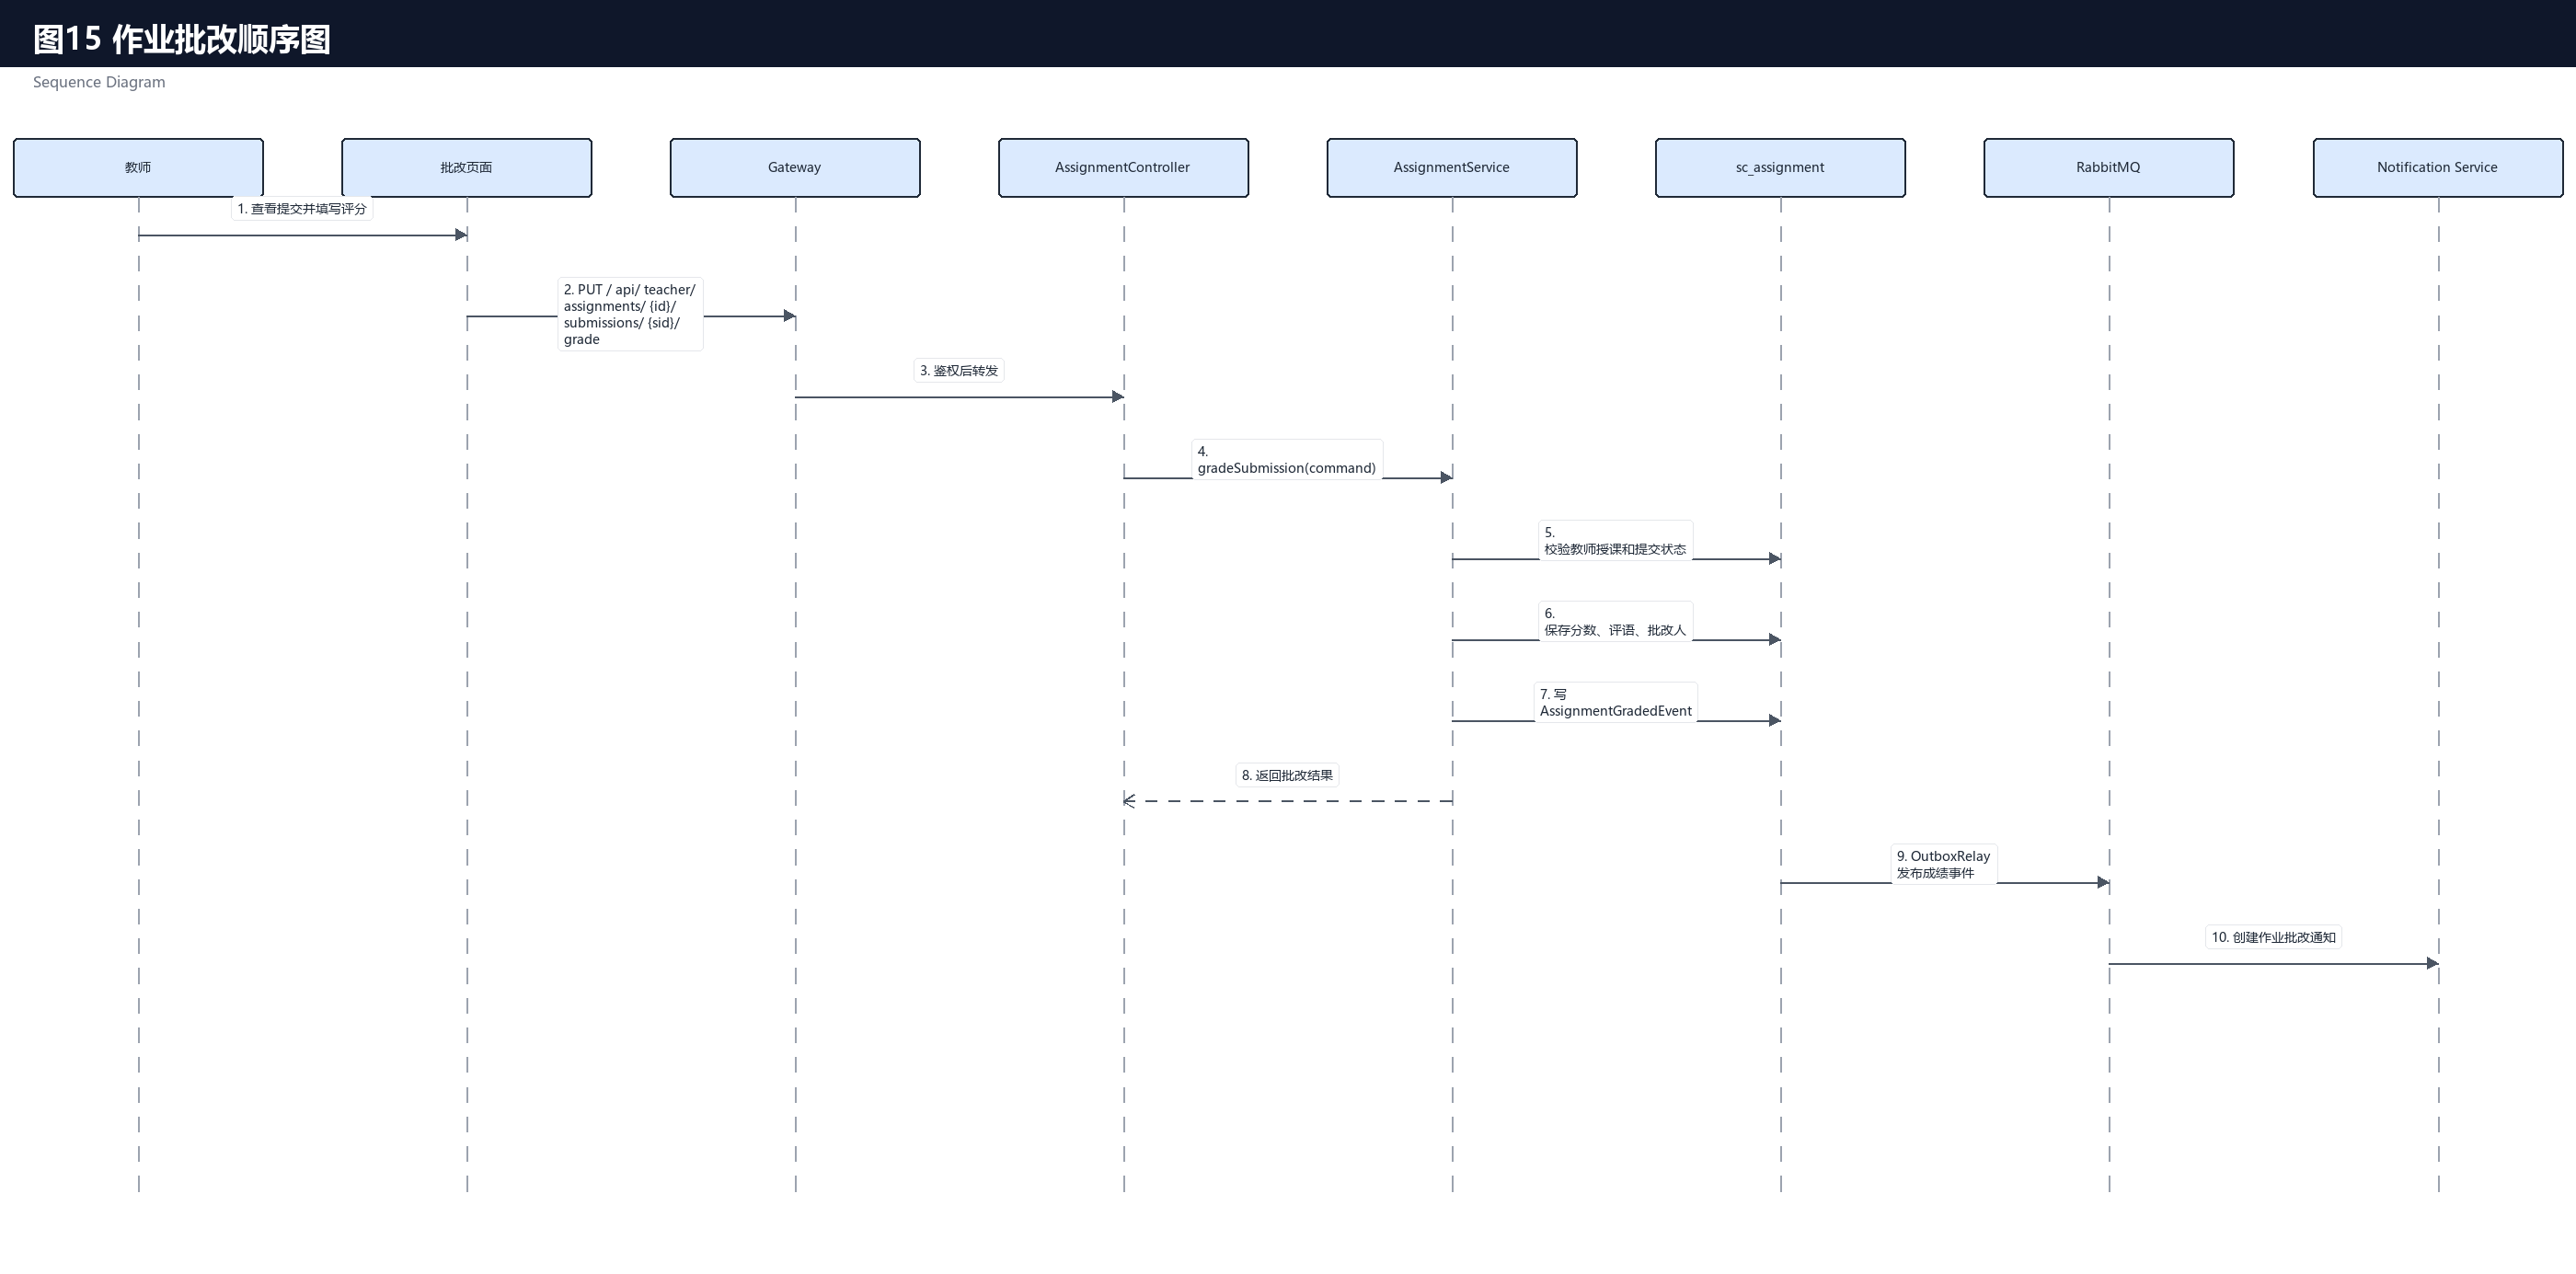 图15 作业批改顺序图
Sequence Diagram
教师
批改页面
Gateway
AssignmentController
AssignmentService
sc_assignment
RabbitMQ
Notification Service
1. 查看提交并填写评分
2. PUT / api/ teacher/
assignments/ {id}/
submissions/ {sid}/
grade
3. 鉴权后转发
4.
gradeSubmission(command)
5.
校验教师授课和提交状态
6.
保存分数、评语、批改人
7. 写
AssignmentGradedEvent
8. 返回批改结果
9. OutboxRelay
发布成绩事件
10. 创建作业批改通知